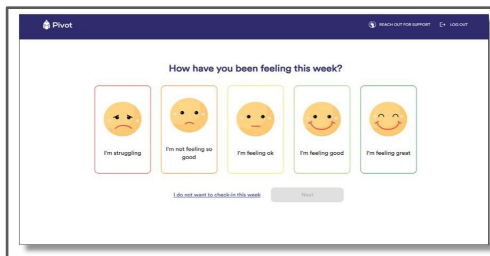 Pivot
REACH OUT FOR SUPPORT
LOG OUT
How have you been feeling this week?
I'm struggling
I'm not feeling so
good
I'm feeling ok
I'm feeling good
I'm feeling great
I do not want to check-in this week
Next